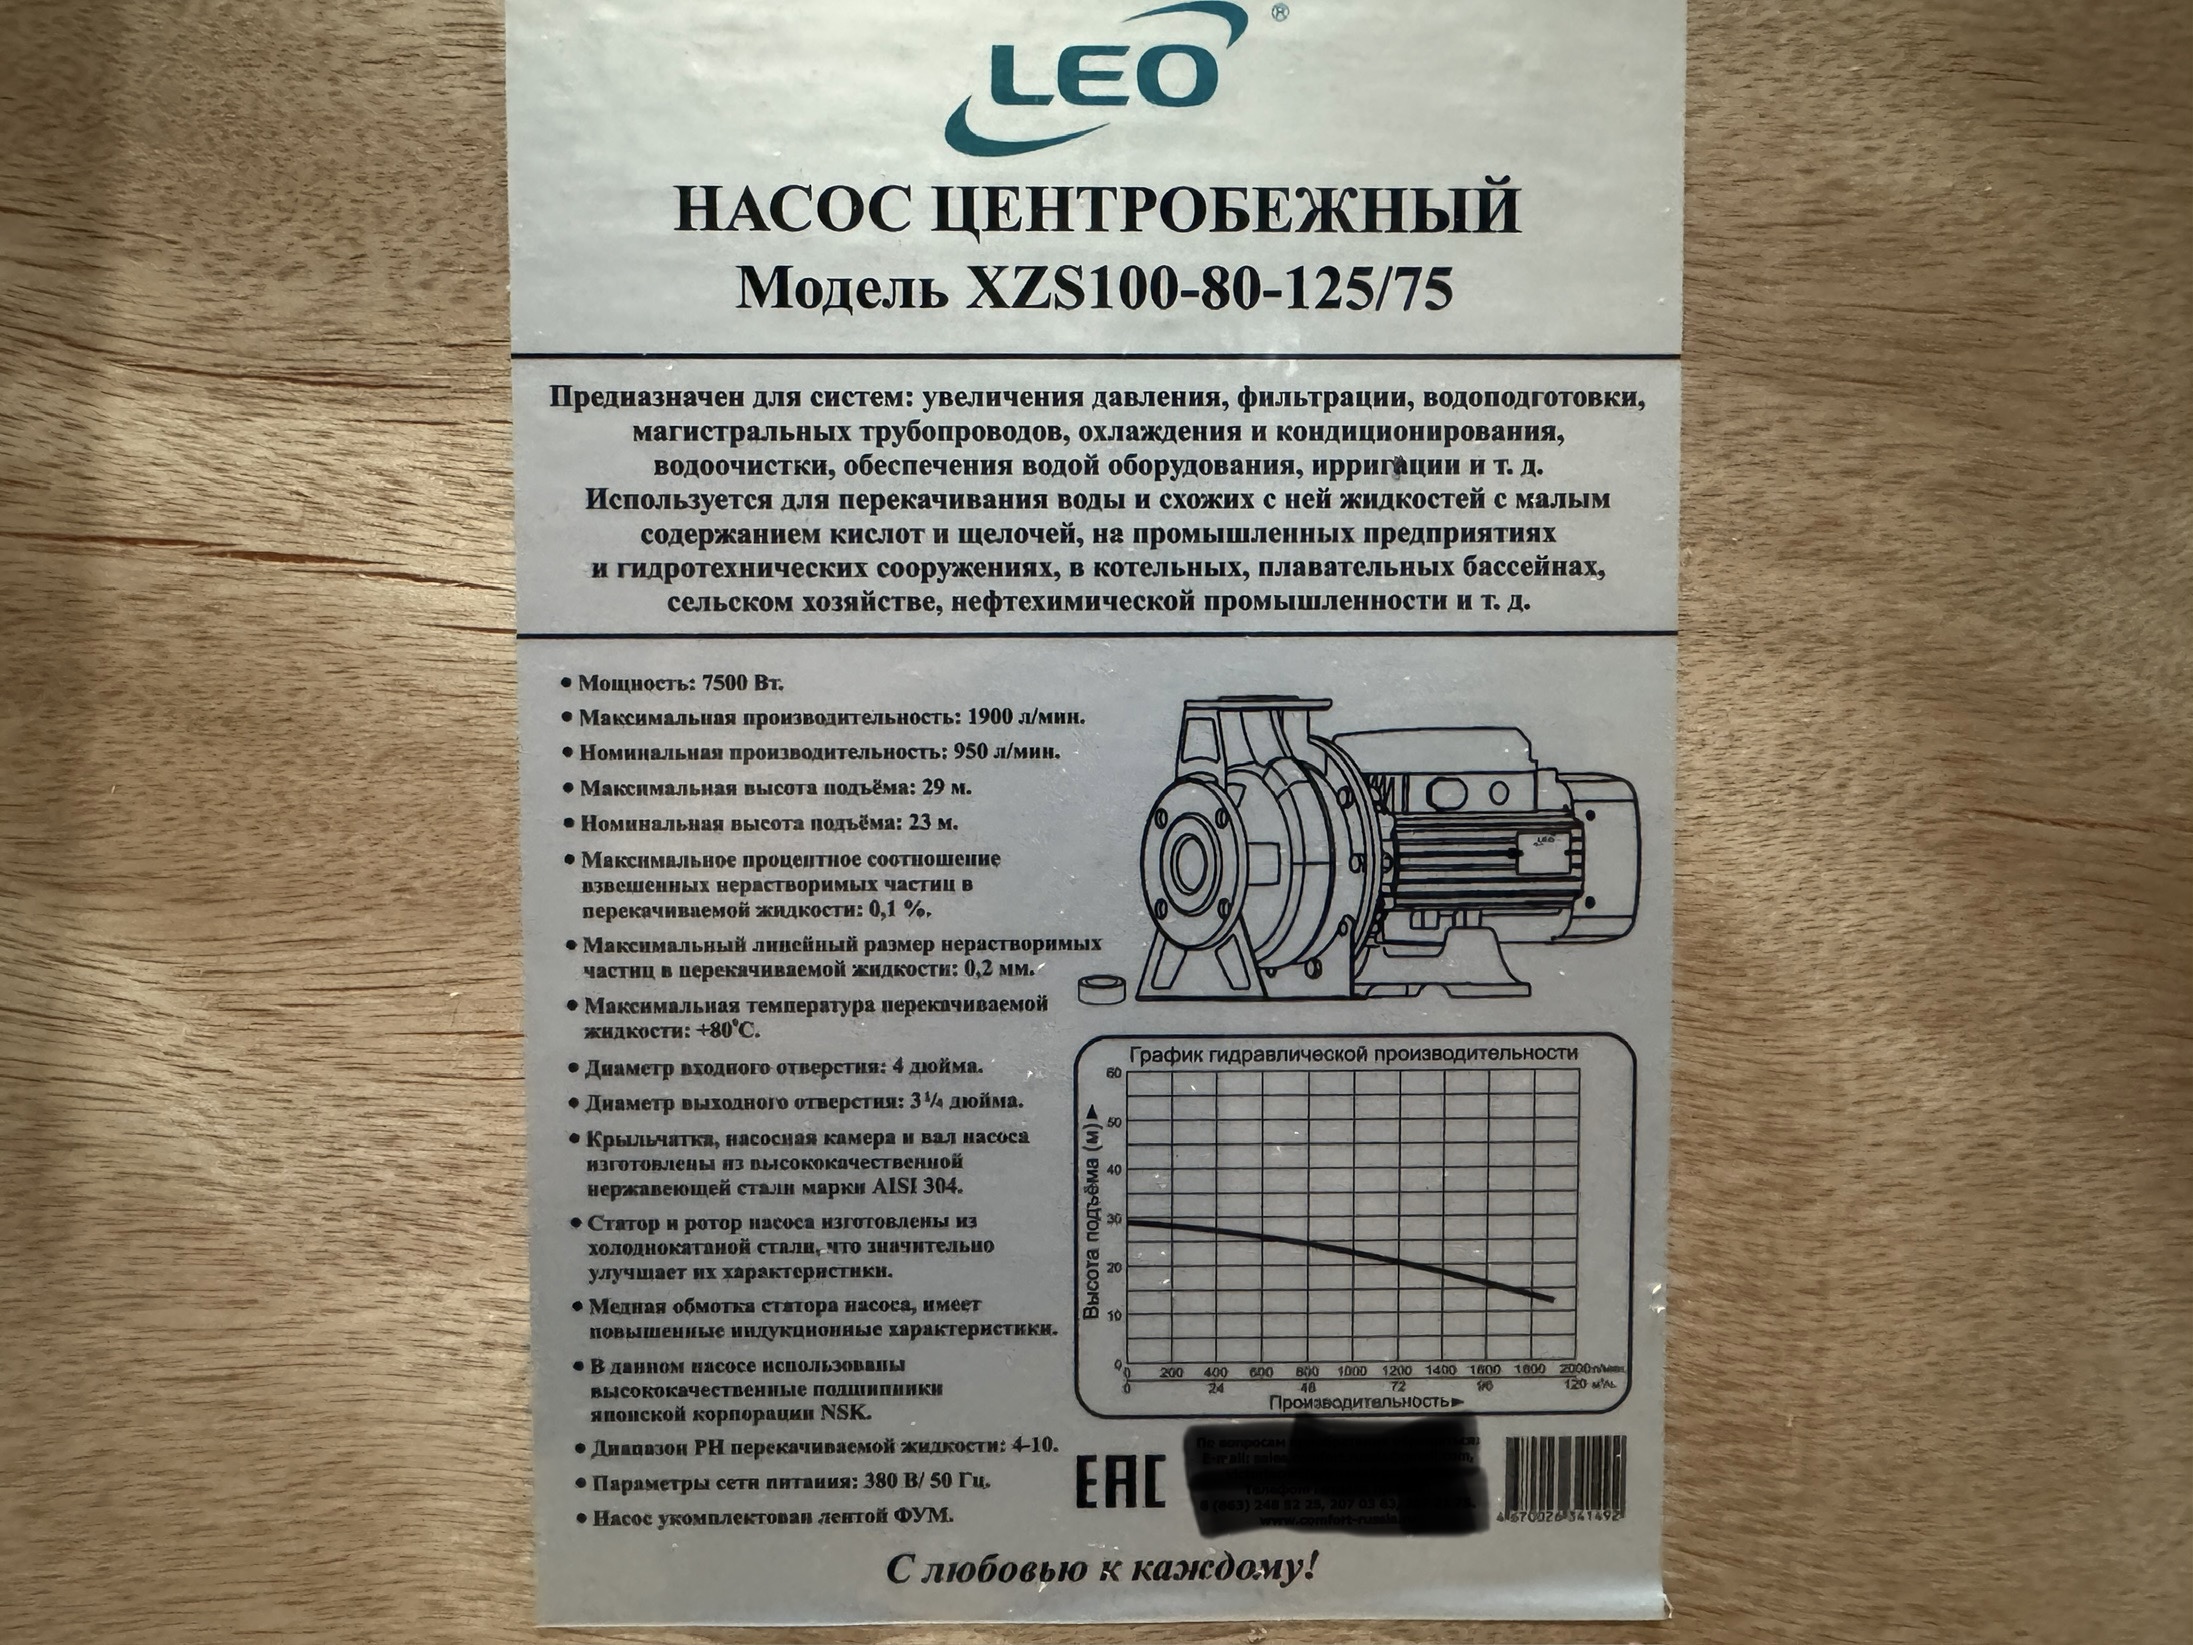 LEO ®
НАСОС ЦЕНТРОБЕЖНЫЙ
Модель XZS100-80-125/75
Предназначен для систем: увеличения давления, фильтрации, водоподготовки,
магистральных трубопроводов, охлаждения и кондиционирования,
водоочистки, обеспечения водой оборудования, ирригации и т. д.
Используется для перекачивания воды и схожих с ней жидкостей с малым
содержанием кислот и щелочей, на промышленных предприятиях
и гидротехнических сооружениях, в котельных, плавательных бассейнах,
сельском хозяйстве, нефтехимической промышленности и т. д.
• Мощность: 7500 Вт.
• Максимальная производительность: 1900 л/мин.
• Номинальная производительность: 950 л/мин.
• Максимальная высота подъёма: 29 м.
• Номинальная высота подъёма: 23 м.
• Максимальное процентное соотношение
взвешенных нерастворимых частиц в
перекачиваемой жидкости: 0,1 %.
• Максимальный линейный размер нерастворимых
частиц в перекачиваемой жидкости: 0,2 мм.
• Максимальная температура перекачиваемой
жидкости: +80°С.
• Диаметр входного отверстия: 4 дюйма.
• Диаметр выходного отверстия: 3 1/4 дюйма.
• Крыльчатка, насосная камера и вал насоса
изготовлены из высококачественной
нержавеющей стали марки AISI 304.
• Статор и ротор насоса изготовлены из
холоднокатаной стали, что значительно
улучшает их характеристики.
• Медная обмотка статора насоса, имеет
повышенные индукционные характеристики.
• В данном насосе использованы
высококачественные подшипники
японской корпорации NSK.
• Диапазон РН перекачиваемой жидкости: 4-10.
• Параметры сети питания: 380 В/ 50 Гц.
• Насос укомплектован лентой ФУМ.
LEO
График гидравлической производительности
Высота подъёма (м)
60
50
40
30
20
10
0
0 200 400 600 800 1000 1200 1400 1600 1800 2000 л/мин.
0 24 48 72 96 120 м³/ч.
Производительность
EAC
По вопросам
4 670026 341492
С любовью к каждому!